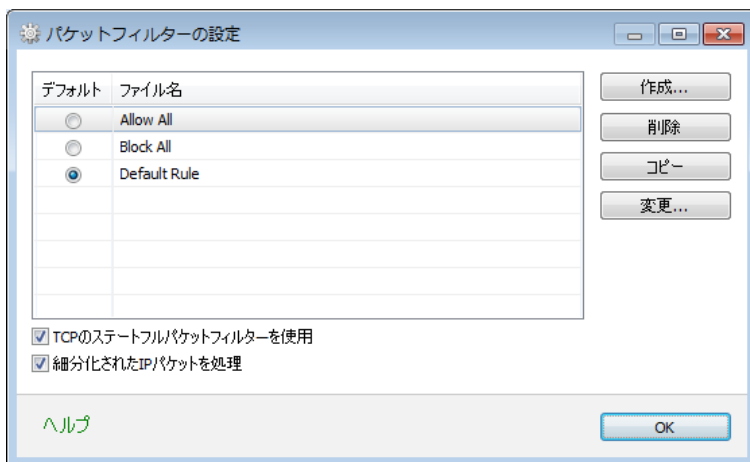 パケットフィルターの設定
デフォルト ファイル名
Allow All
Block All
Default Rule
作成...
削除
コピー
変更...
TCPのステートフルパケットフィルターを使用
細分化されたIPパケットを処理
ヘルプ
OK